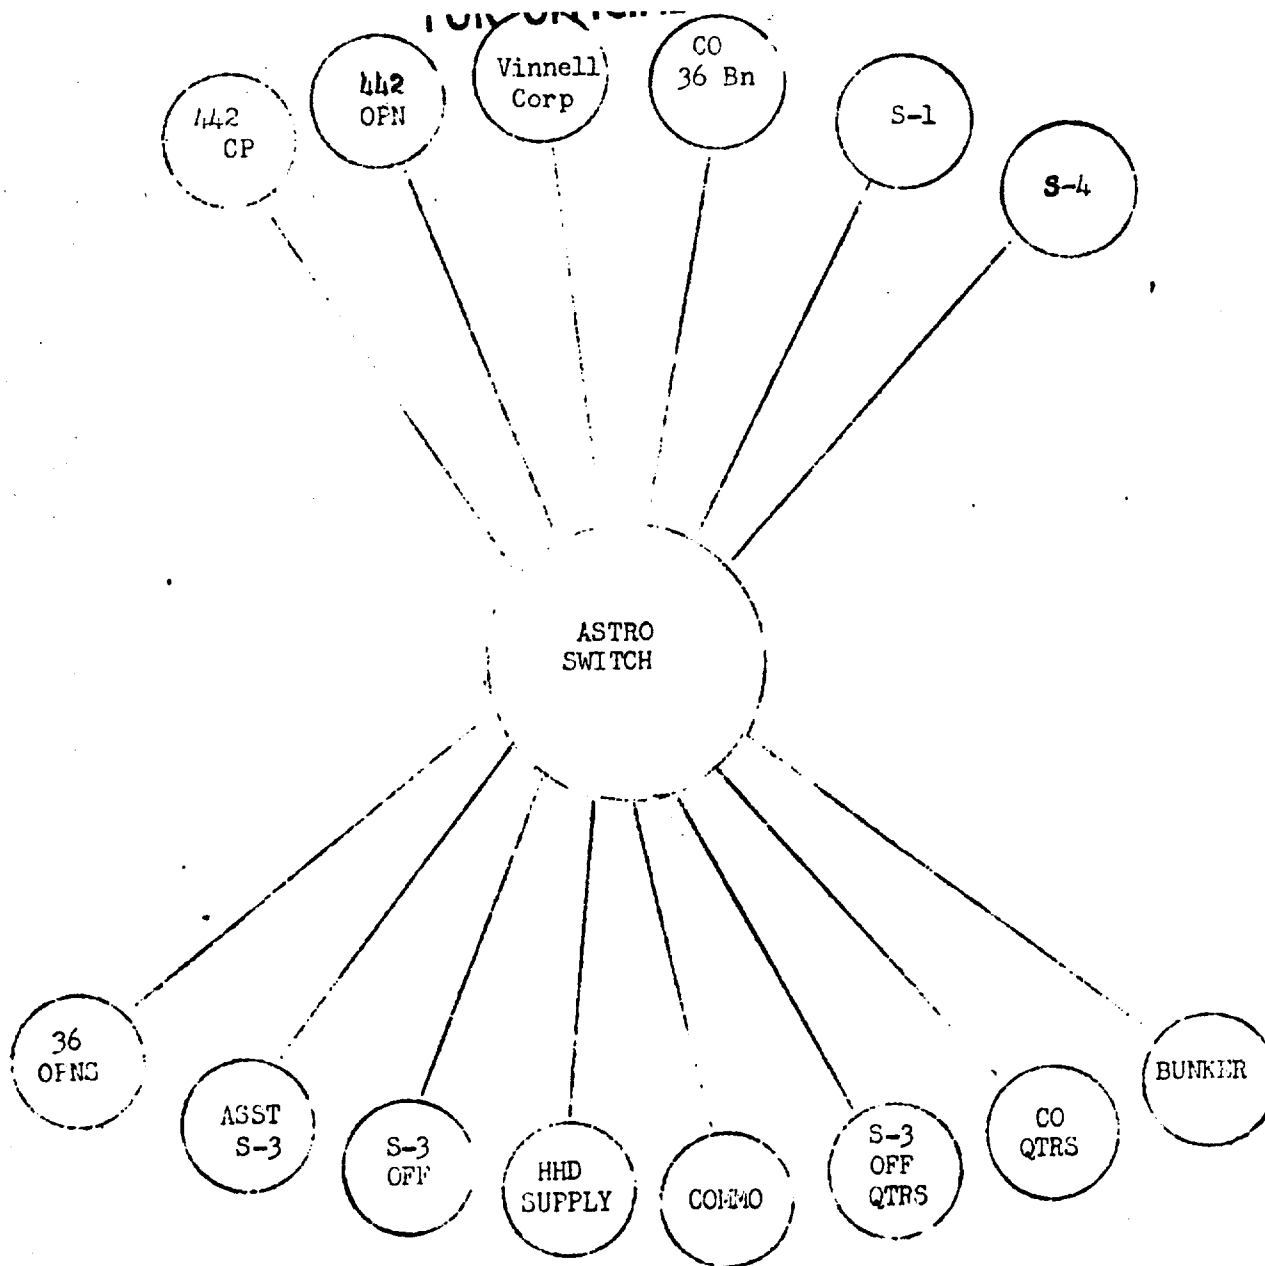 442
CP
442
OPN
Vinnell
Corp
CO
36 Bn
S-1
S-4
ASTRO
SWITCH
36
OPNS
ASST
S-3
S-3
OFF
HHD
SUPPLY
COMMO
S-3
OFF
QTRS
CO
QTRS
BUNKER